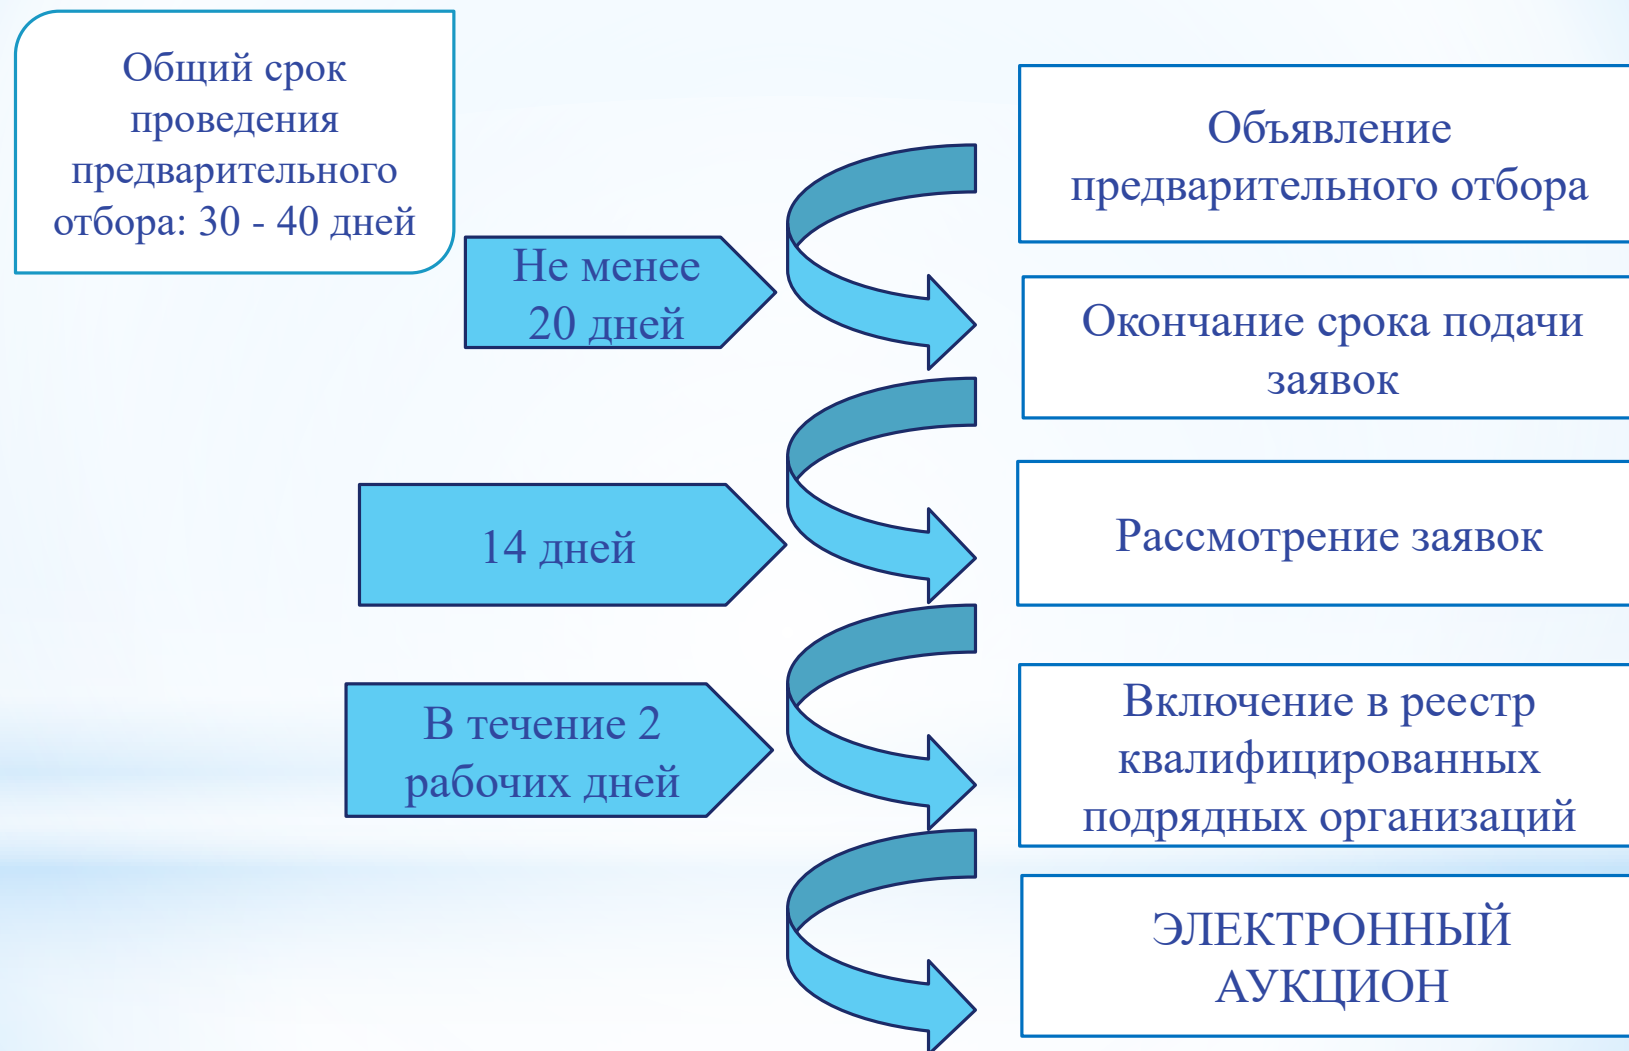 Общий срок
проведения
предварительного
отбора: 30 - 40 дней
Объявление
предварительного отбора
Не менее
20 дней
Окончание срока подачи
заявок
14 дней
Рассмотрение заявок
В течение 2
рабочих дней
Включение в реестр
квалифицированных
подрядных организаций
ЭЛЕКТРОННЫЙ
АУКЦИОН